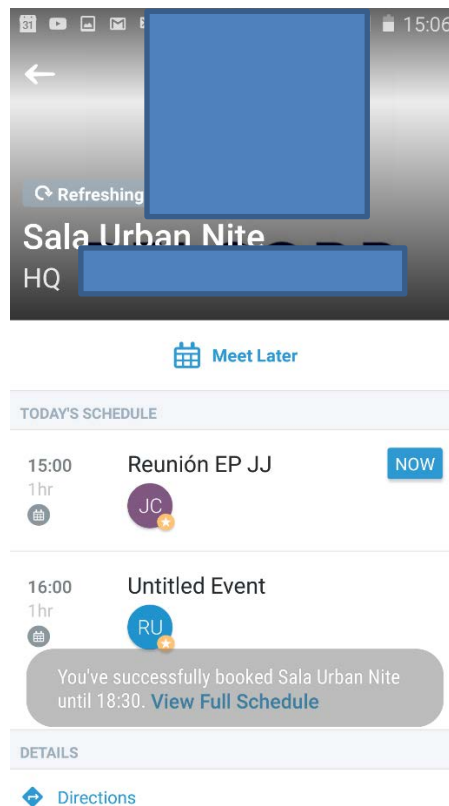 31
15:06
Refreshing
Sala Urban Nite
HQ
Meet Later
TODAY'S SCHEDULE
15:00
Reunión EP JJ
NOW
1hr
JC
16:00
Untitled Event
1hr
RU
You've successfully booked Sala Urban Nite
until 18:30. View Full Schedule
DETAILS
Directions